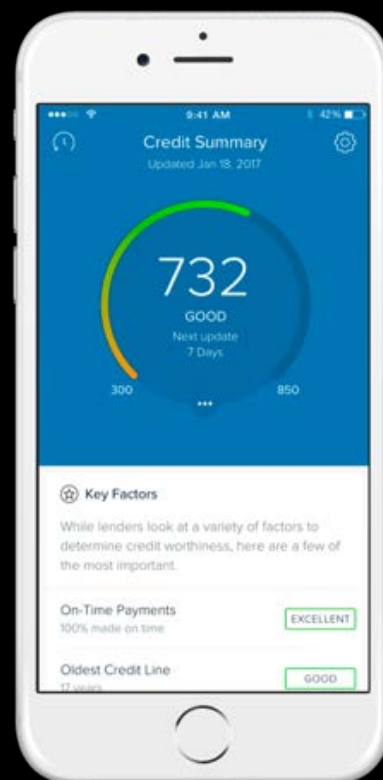 9:41 AM
42%
Credit Summary
Updated Jan 18, 2017
732
GOOD
Next update
7 Days
300
850
Key Factors
While lenders look at a variety of factors to
determine credit worthiness, here are a few of
the most important.
On-Time Payments
EXCELLENT
100% made on time
Oldest Credit Line
GOOD
17 years